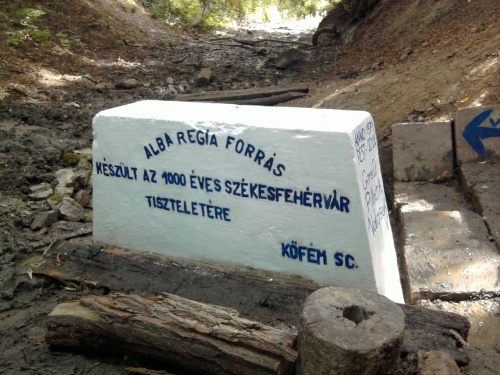 ALBA REGIA FORRÁS
KÉSZÜLT AZ 1000 ÉVES SZÉKESFEHÉRVÁR
TISZTELETÉRE
KÖFÉM SC.